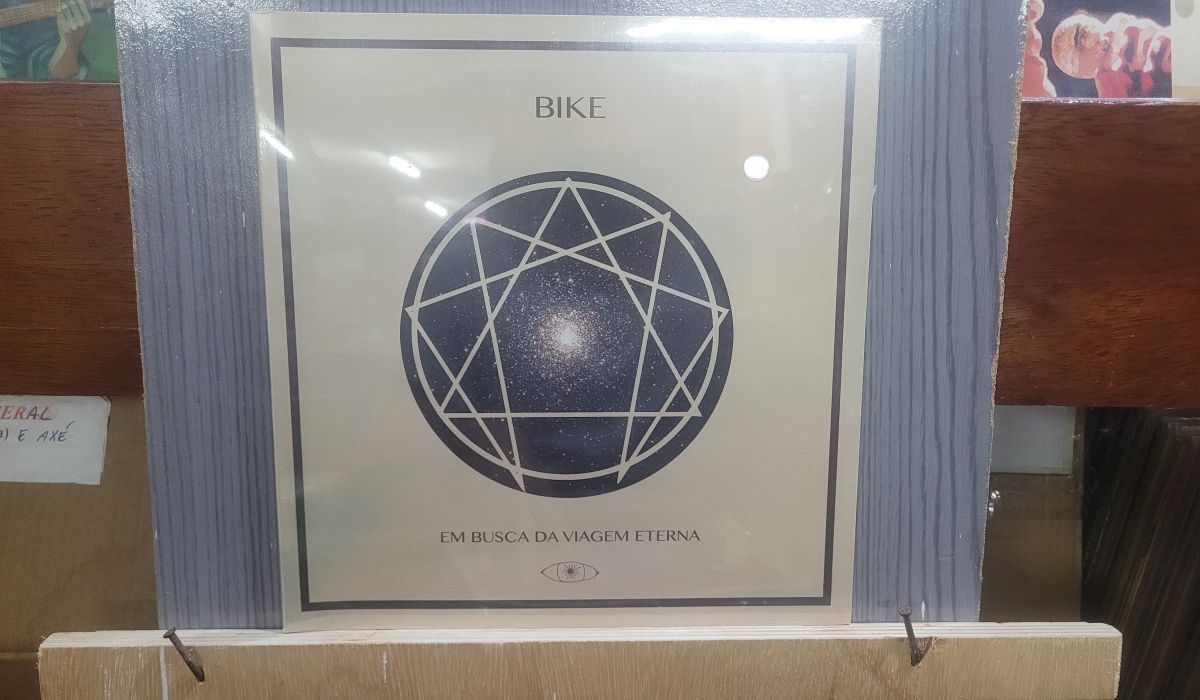 BIKE
EM BUSCA DA VIAGEM ETERNA
ERAL
E AXÉ